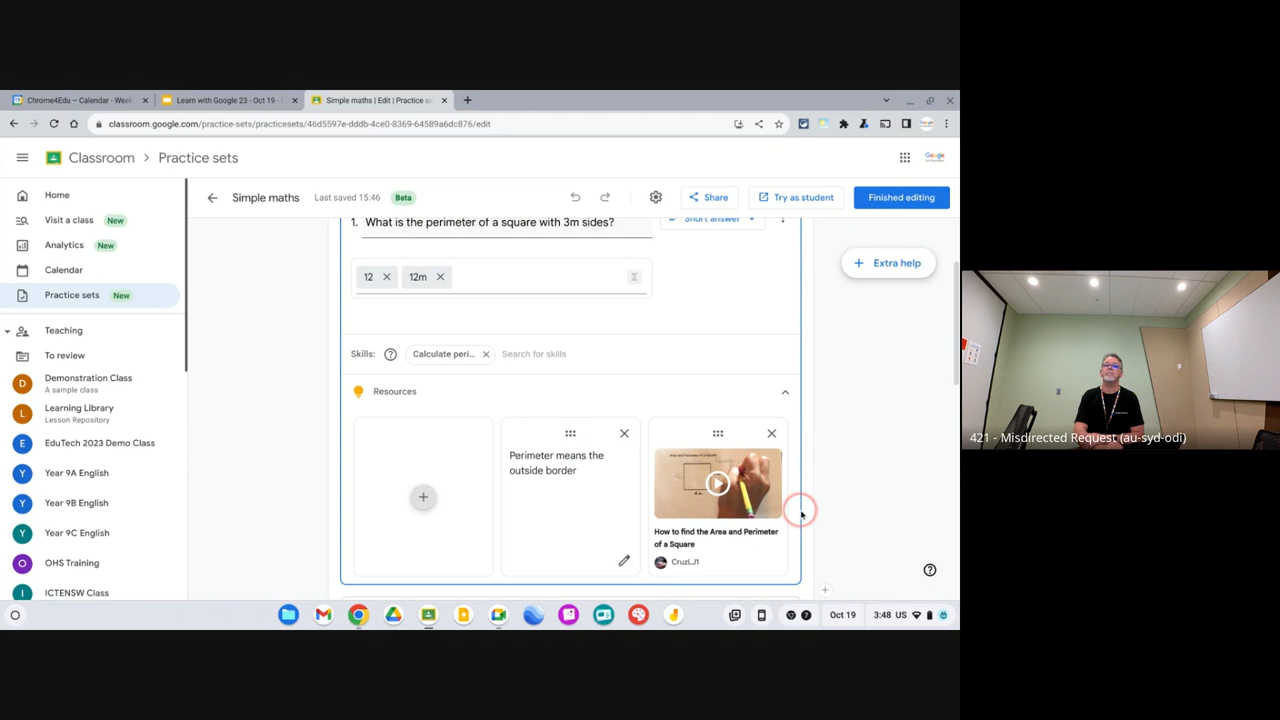 Chrome4Edu – Calendar - Week
Learn with Google 23 - Oct 19 -
Simple maths | Edit | Practice se
classroom.google.com/practice-sets/practicesets/46d5597e-dddb-4ce0-8369-64589a6dc876/edit
Classroom > Practice sets
Home
Visit a class New
Analytics New
Calendar
Practice sets New
Teaching
To review
D Demonstration Class
A sample class
L Learning Library
Lesson Repository
E EduTech 2023 Demo Class
Y Year 9A English
Y Year 9B English
Y Year 9C English
O OHS Training
I ICTENSW Class
Simple maths Last saved 15:46 Beta
Share
Try as student
Finished editing
1. What is the perimeter of a square with 3m sides?
Short answer
12
12m
Extra help
Skills: Calculate peri... Search for skills
Resources
Perimeter means the
outside border
How to find the Area and Perimeter
of a Square
CruzLJ1
Oct 19
3:48 US
421 - Misdirected Request (au-syd-odi)